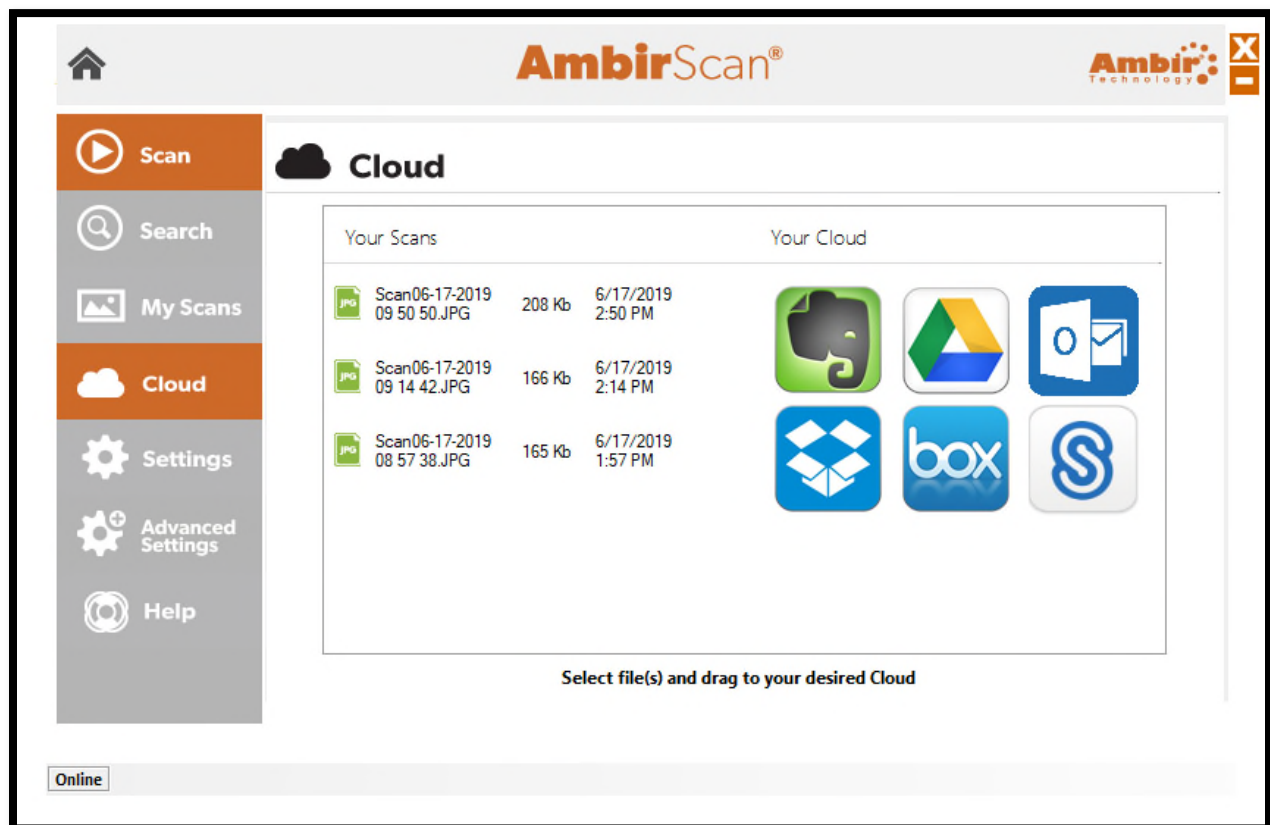 AmbirScan®
Ambir
Technology
X
Scan
Search
My Scans
Cloud
Settings
Advanced
Settings
Help
Cloud
Your Scans
Your Cloud
JPG
Scan06-17-2019
09 50 50.JPG
208 Kb
6/17/2019
2:50 PM
JPG
Scan06-17-2019
09 14 42.JPG
166 Kb
6/17/2019
2:14 PM
JPG
Scan06-17-2019
08 57 38.JPG
165 Kb
6/17/2019
1:57 PM
O
box
S
Select file(s) and drag to your desired Cloud
Online